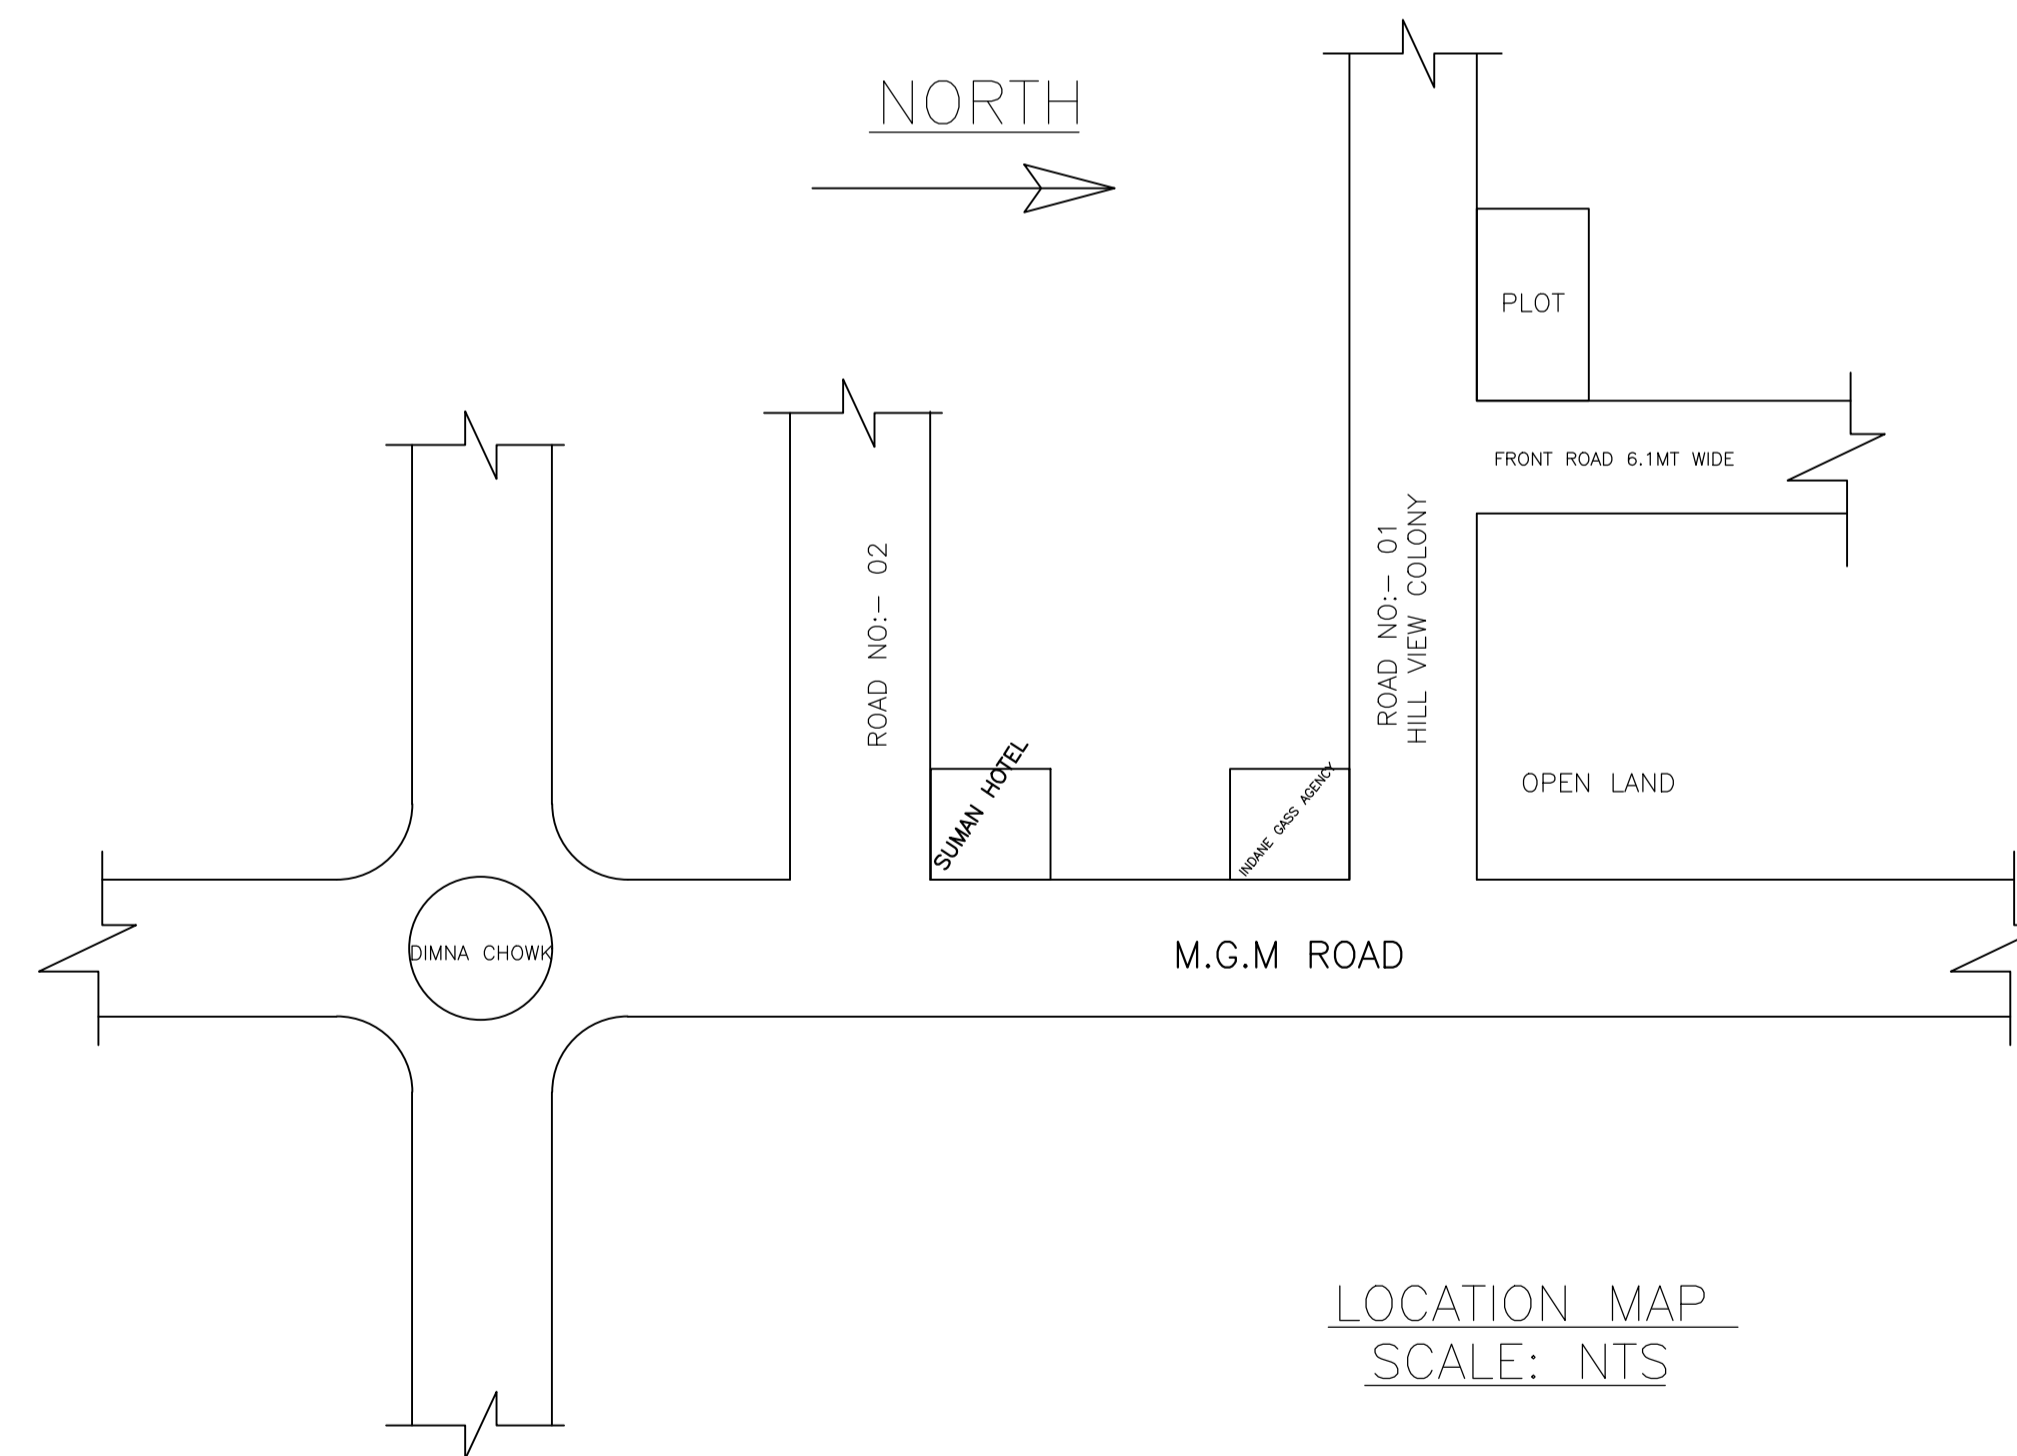 NORTH
PLOT
FRONT ROAD 6.1MT WIDE
ROAD NO:- 02
ROAD NO:- 01
HILL VIEW COLONY
SUMAN HOTEL
INDANE GASS AGENCY
OPEN LAND
DIMNA CHOWK
M.G.M ROAD
LOCATION MAP
SCALE: NTS